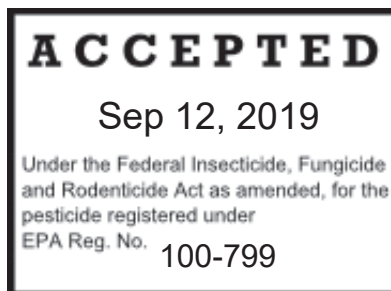 ACCEPTED
Sep 12, 2019
Under the Federal Insecticide, Fungicide
and Rodenticide Act as amended, for the
pesticide registered under
EPA Reg. No. 100-799